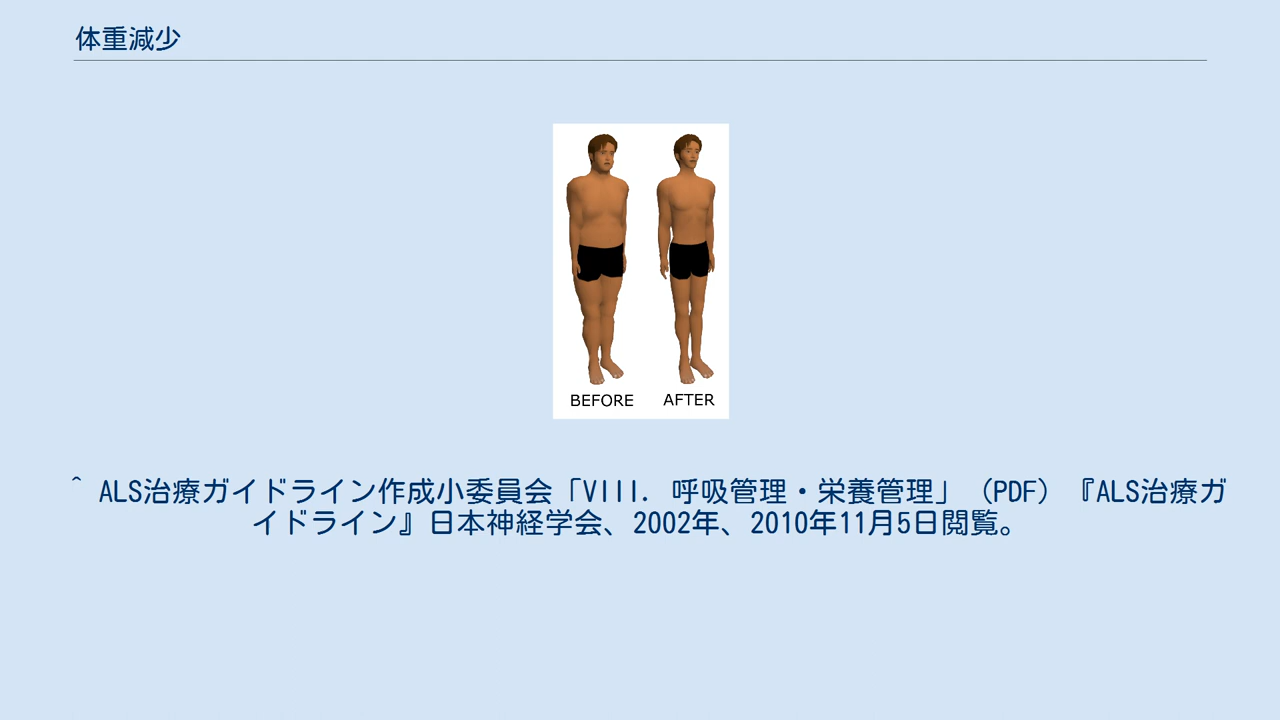 体重減少
BEFORE AFTER
^ ALS治療ガイドライン作成小委員会「VIII. 呼吸管理・栄養管理」（PDF）『ALS治療ガ
イドライン』日本神経学会、2002年、2010年11月5日閲覧。